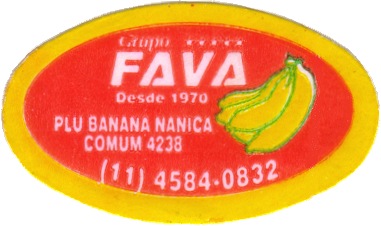 Grupo
FAVA
Desde 1970
PLU BANANA NANICA
COMUM 4238
(11) 4584-0832